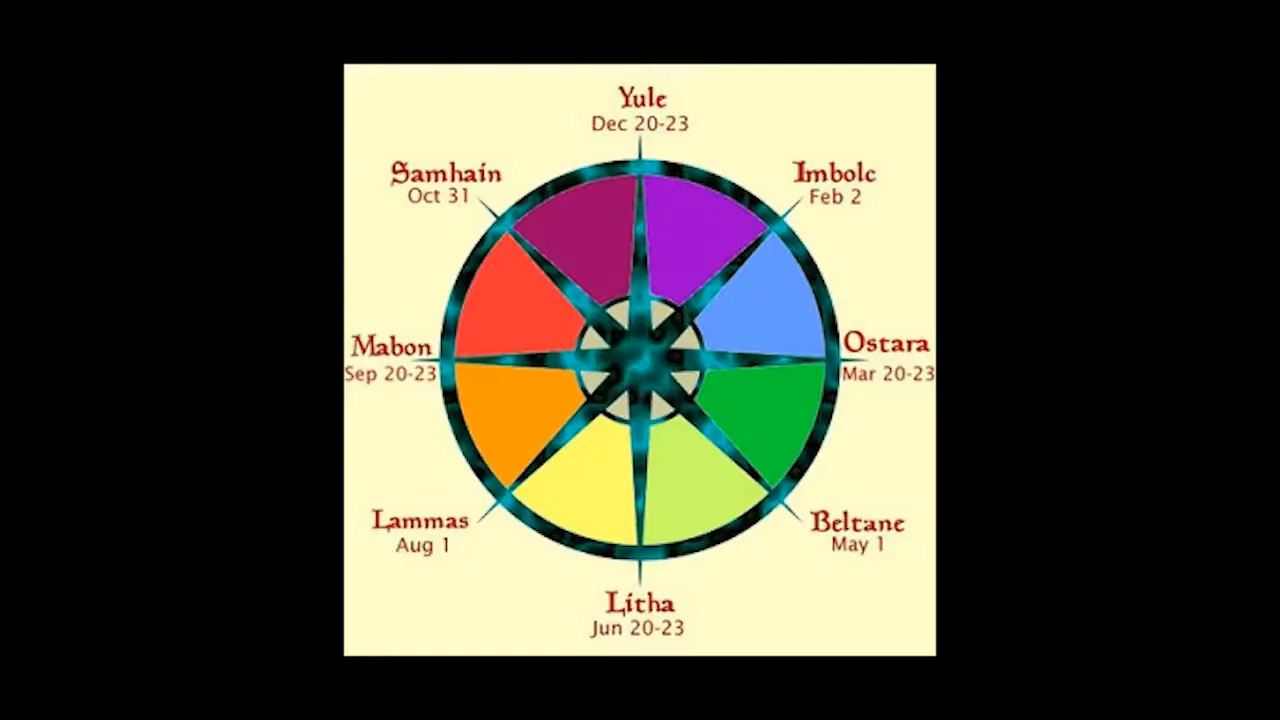 Yule
Dec 20-23
Samhain
Oct 31
Imbolc
Feb 2
Mabon
Sep 20-23
Ostara
Mar 20-23
Lammas
Aug 1
Beltane
May 1
Litha
Jun 20-23